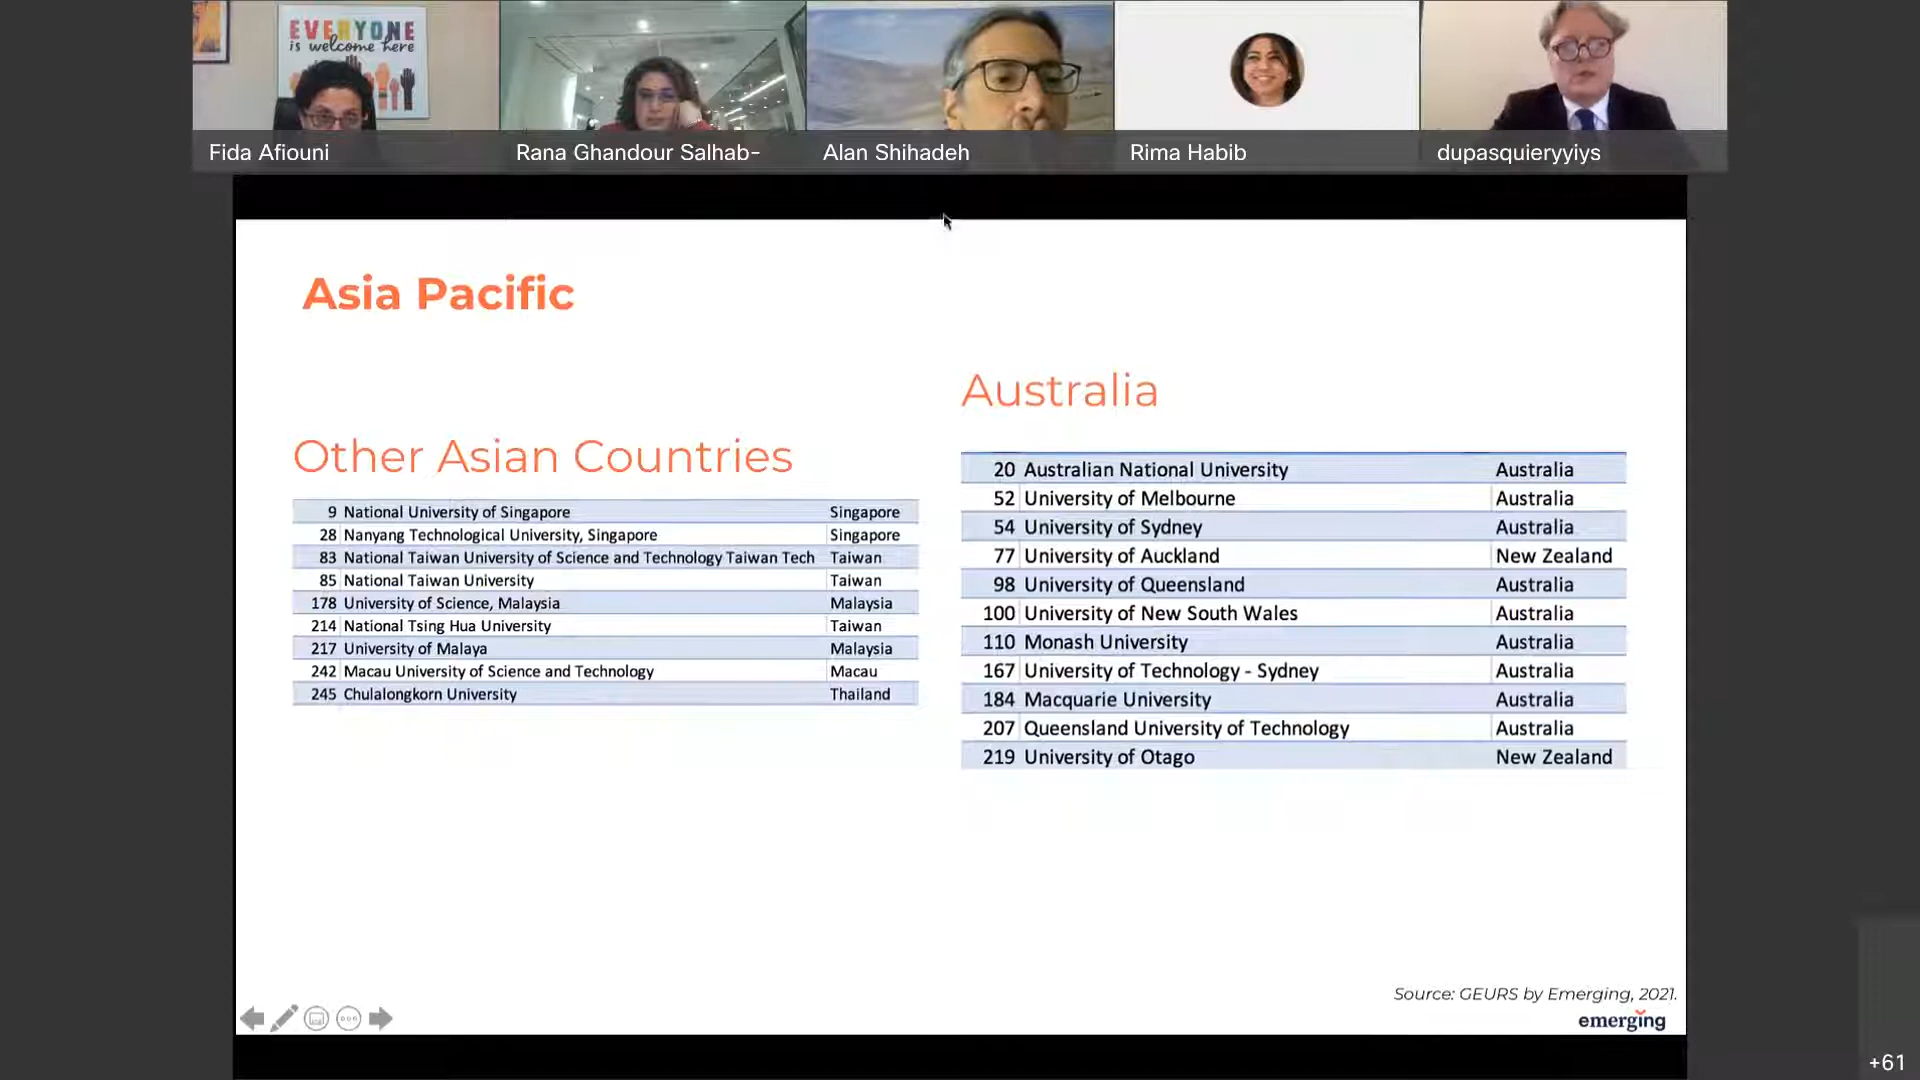 EVERYONE
is welcome here
Fida Afiouni
Rana Ghandour Salhab-
Alan Shihadeh
Rima Habib
dupasquieryyiys
Asia Pacific
Australia
Other Asian Countries
9 National University of Singapore Singapore
28 Nanyang Technological University, Singapore Singapore
83 National Taiwan University of Science and Technology Taiwan Tech Taiwan
85 National Taiwan University Taiwan
178 University of Science, Malaysia Malaysia
214 National Tsing Hua University Taiwan
217 University of Malaya Malaysia
242 Macau University of Science and Technology Macau
245 Chulalongkorn University Thailand
20 Australian National University Australia
52 University of Melbourne Australia
54 University of Sydney Australia
77 University of Auckland New Zealand
98 University of Queensland Australia
100 University of New South Wales Australia
110 Monash University Australia
167 University of Technology - Sydney Australia
184 Macquarie University Australia
207 Queensland University of Technology Australia
219 University of Otago New Zealand
Source: GEURS by Emerging, 2021.
emerging
+61